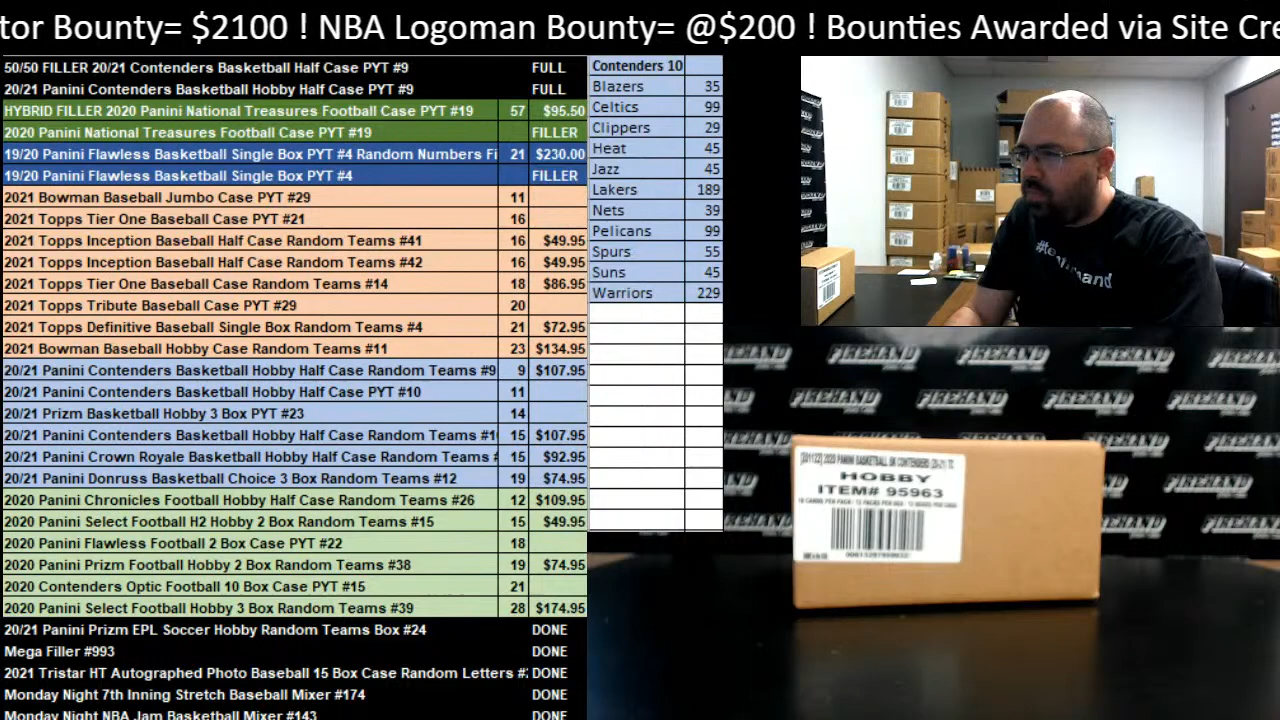 tor Bounty= $2100 ! NBA Logoman Bounty= @$200 ! Bounties Awarded via Site Cre
50/50 FILLER 20/21 Contenders Basketball Half Case PYT #9 FULL
20/21 Panini Contenders Basketball Hobby Half Case PYT #9 FULL
HYBRID FILLER 2020 Panini National Treasures Football Case PYT #19 57 $95.50
2020 Panini National Treasures Football Case PYT #19 FILLER
19/20 Panini Flawless Basketball Single Box PYT #4 Random Numbers Fi 21 $230.00
19/20 Panini Flawless Basketball Single Box PYT #4 FILLER
2021 Bowman Baseball Jumbo Case PYT #29 11
2021 Topps Tier One Baseball Case PYT #21 16
2021 Topps Inception Baseball Half Case Random Teams #41 16 $49.95
2021 Topps Inception Baseball Half Case Random Teams #42 16 $49.95
2021 Topps Tier One Baseball Case Random Teams #14 18 $86.95
2021 Topps Tribute Baseball Case PYT #29 20
2021 Topps Definitive Baseball Single Box Random Teams #4 21 $72.95
2021 Bowman Baseball Hobby Case Random Teams #11 23 $134.95
20/21 Panini Contenders Basketball Hobby Half Case Random Teams #9 9 $107.95
20/21 Panini Contenders Basketball Hobby Half Case PYT #10 11
20/21 Prizm Basketball Hobby 3 Box PYT #23 14
20/21 Panini Contenders Basketball Hobby Half Case Random Teams #1 15 $107.95
20/21 Panini Crown Royale Basketball Hobby Half Case Random Teams # 15 $92.95
20/21 Panini Donruss Basketball Choice 3 Box Random Teams #12 19 $74.95
2020 Panini Chronicles Football Hobby Half Case Random Teams #26 12 $109.95
2020 Panini Select Football H2 Hobby 2 Box Random Teams #15 15 $49.95
2020 Panini Flawless Football 2 Box Case PYT #22 18
2020 Panini Prizm Football Hobby 2 Box Random Teams #38 19 $74.95
2020 Contenders Optic Football 10 Box Case PYT #15 21
2020 Panini Select Football Hobby 3 Box Random Teams #39 28 $174.95
20/21 Panini Prizm EPL Soccer Hobby Random Teams Box #24 DONE
Mega Filler #993 DONE
2021 Tristar HT Autographed Photo Baseball 15 Box Case Random Letters #: DONE
Monday Night 7th Inning Stretch Baseball Mixer #174 DONE
Monday Night NBA Jam Basketball Mixer #143 DONE
Contenders 10
Blazers 35
Celtics 99
Clippers 29
Heat 45
Jazz 45
Lakers 189
Nets 39
Pelicans 99
Spurs 55
Suns 45
Warriors 229
FIREHAND FIREHAND FIREHAND
FIREHAND FIREHAND FIREHAND FIREHAND
HOBBY
ITEM# 95963